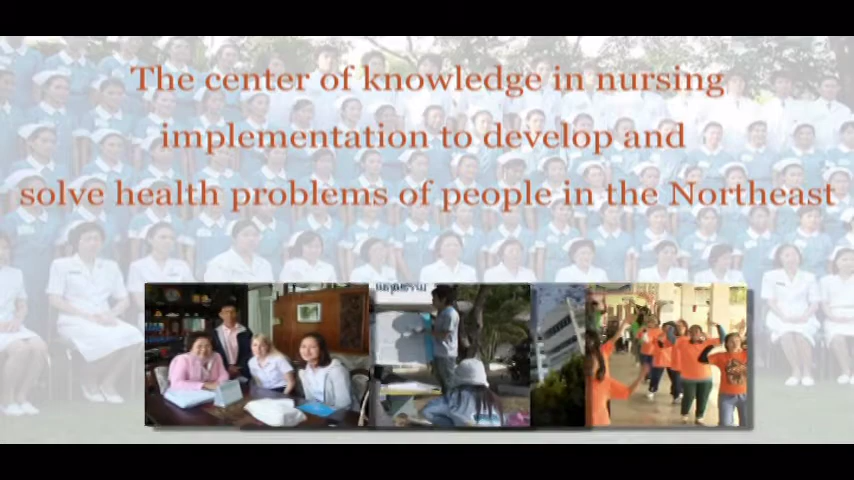 The center of knowledge in nursing
implementation to develop and
solve health problems of people in the Northeast